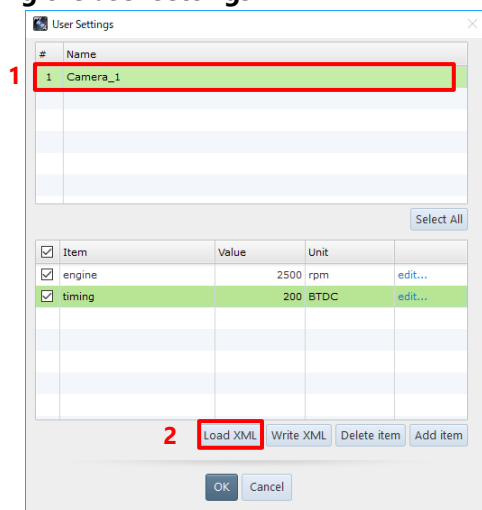 User Settings
# Name
1
1 Camera_1
Select All
Item Value Unit
engine 2500 rpm edit...
timing 200 BTDC edit...
2
Load XML Write XML Delete item Add item
OK Cancel